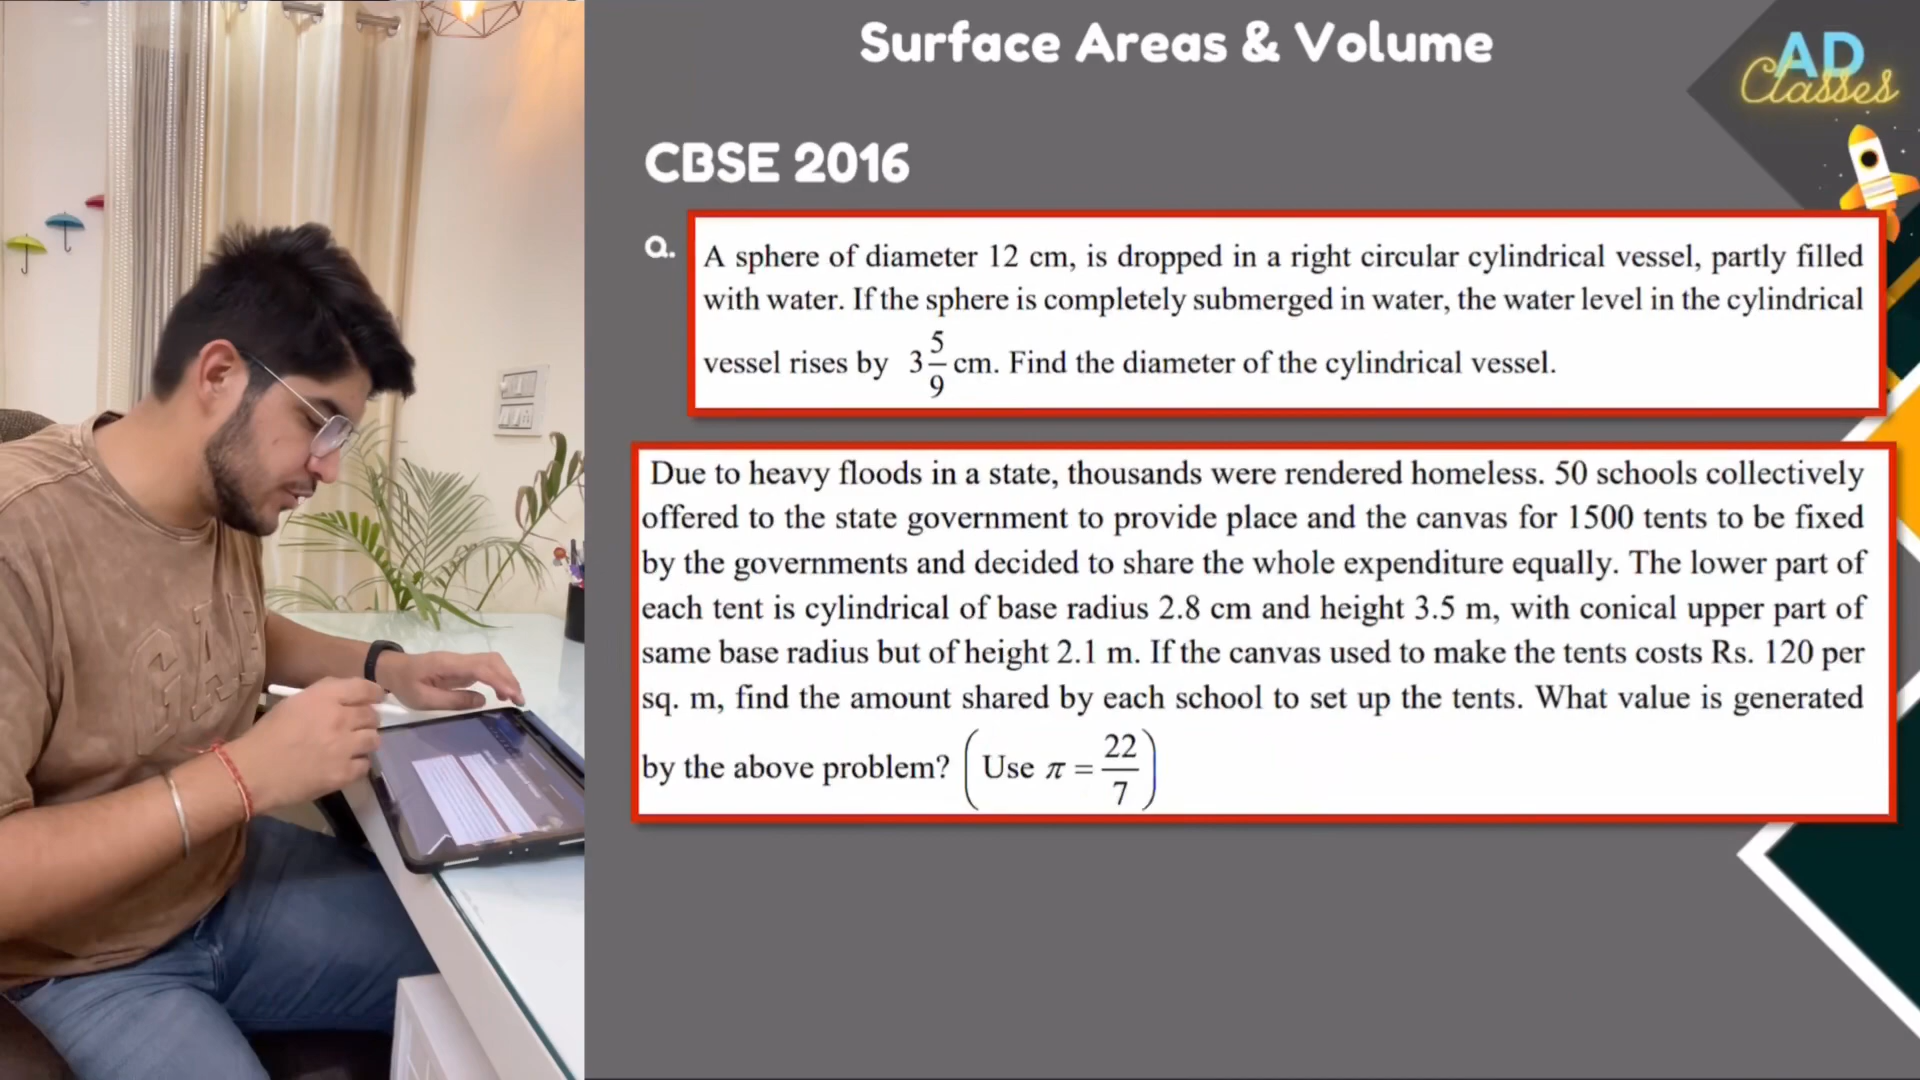 Surface Areas & Volume
AD
Classes
CBSE 2016
Q.
A sphere of diameter 12 cm, is dropped in a right circular cylindrical vessel, partly filled
with water. If the sphere is completely submerged in water, the water level in the cylindrical
vessel rises by 3 5/9 cm. Find the diameter of the cylindrical vessel.
Due to heavy floods in a state, thousands were rendered homeless. 50 schools collectively
offered to the state government to provide place and the canvas for 1500 tents to be fixed
by the governments and decided to share the whole expenditure equally. The lower part of
each tent is cylindrical of base radius 2.8 cm and height 3.5 m, with conical upper part of
same base radius but of height 2.1 m. If the canvas used to make the tents costs Rs. 120 per
sq. m, find the amount shared by each school to set up the tents. What value is generated
by the above problem? (Use π = 22/7)
GAP